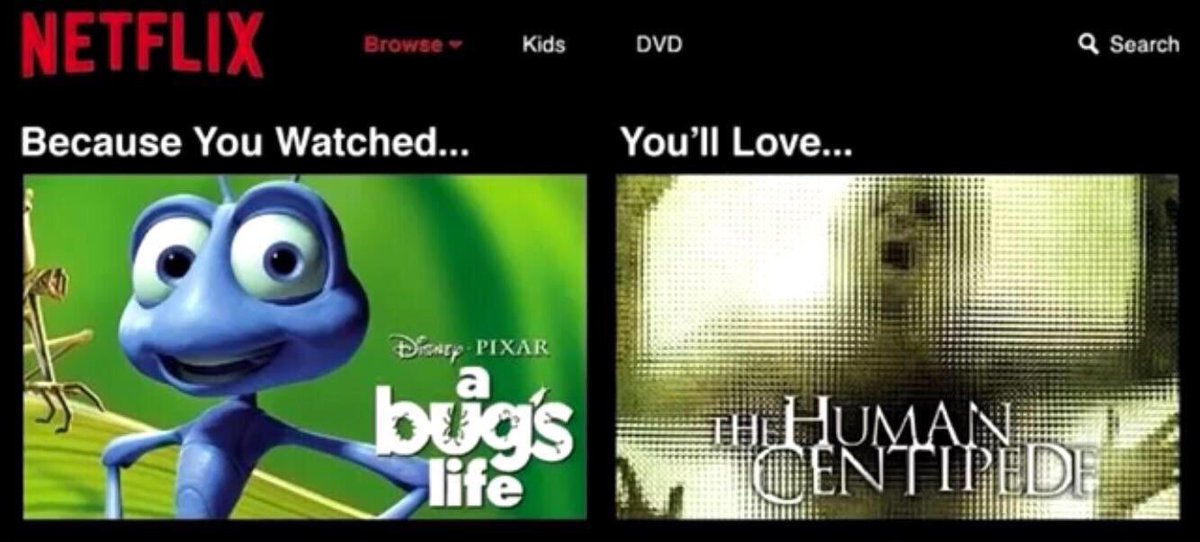 NETFLIX Browse Kids DVD Search
Because You Watched... You'll Love...
Disney · PIXAR
a
bug's
life
THE HUMAN
CENTIPEDE